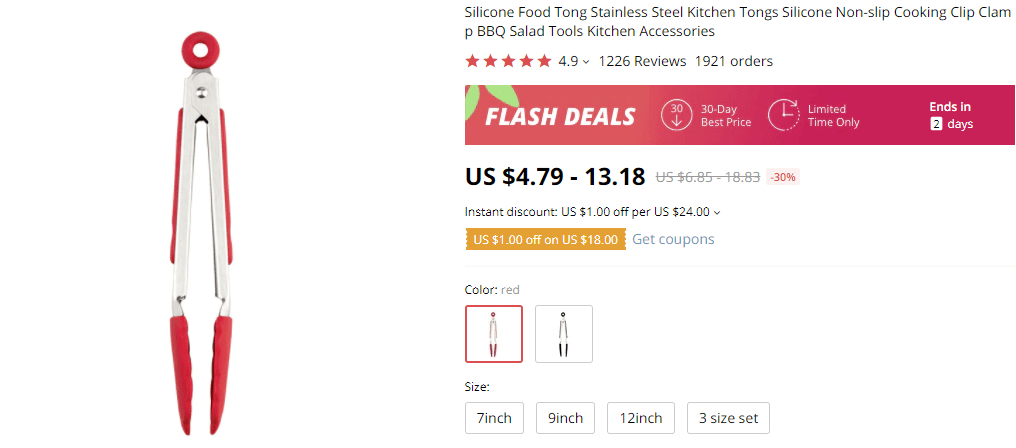 Silicone Food Tong Stainless Steel Kitchen Tongs Silicone Non-slip Cooking Clip Clam
p BBQ Salad Tools Kitchen Accessories
4.9 1226 Reviews 1921 orders
FLASH DEALS
30
30-Day
Best Price
Limited
Time Only
Ends in
2 days
US $4.79 - 13.18 US $6.85 - 18.83 -30%
Instant discount: US $1.00 off per US $24.00
US $1.00 off on US $18.00 Get coupons
Color: red
Size:
7inch 9inch 12inch 3 size set